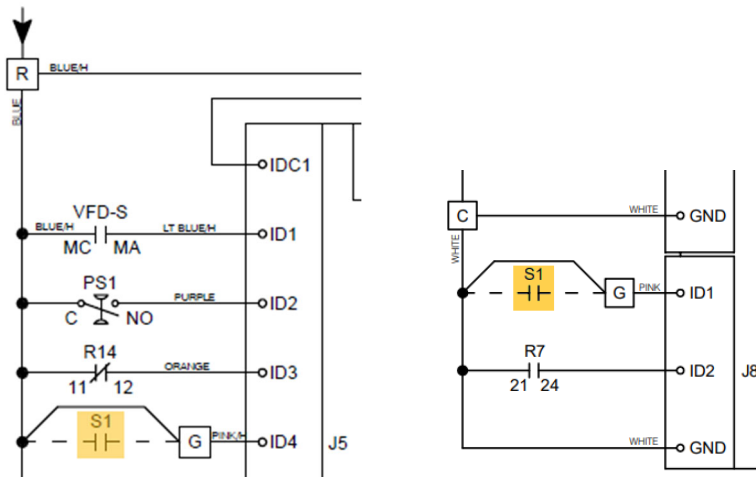 R
BLUE/H
BLUE
IDC1
VFD-S
BLUE/H
LT BLUE/H
MC
MA
ID1
PS1
PURPLE
C
NO
ID2
R14
ORANGE
11
12
ID3
S1
G
PINK/H
ID4
J5
C
WHITE
GND
WHITE
S1
G
PINK
ID1
R7
21
24
ID2
J8
WHITE
GND